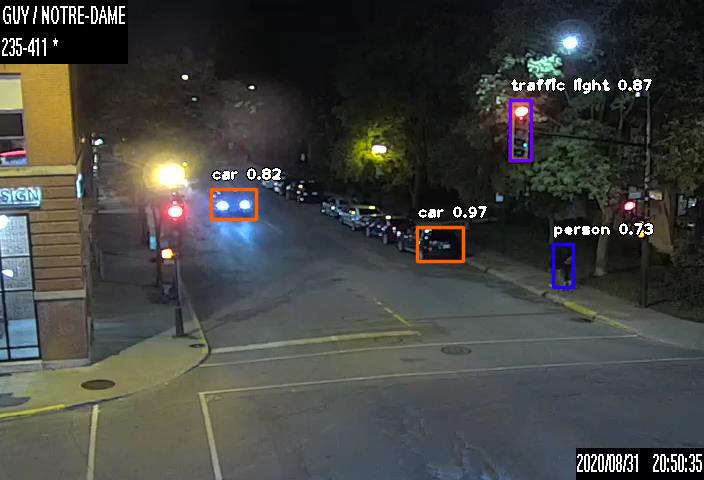 GUY / NOTRE-DAME
235-411 *
traffic light 0.87
car 0.82
car 0.97
person 0.73
SIGN
2020/08/31 20:50:35